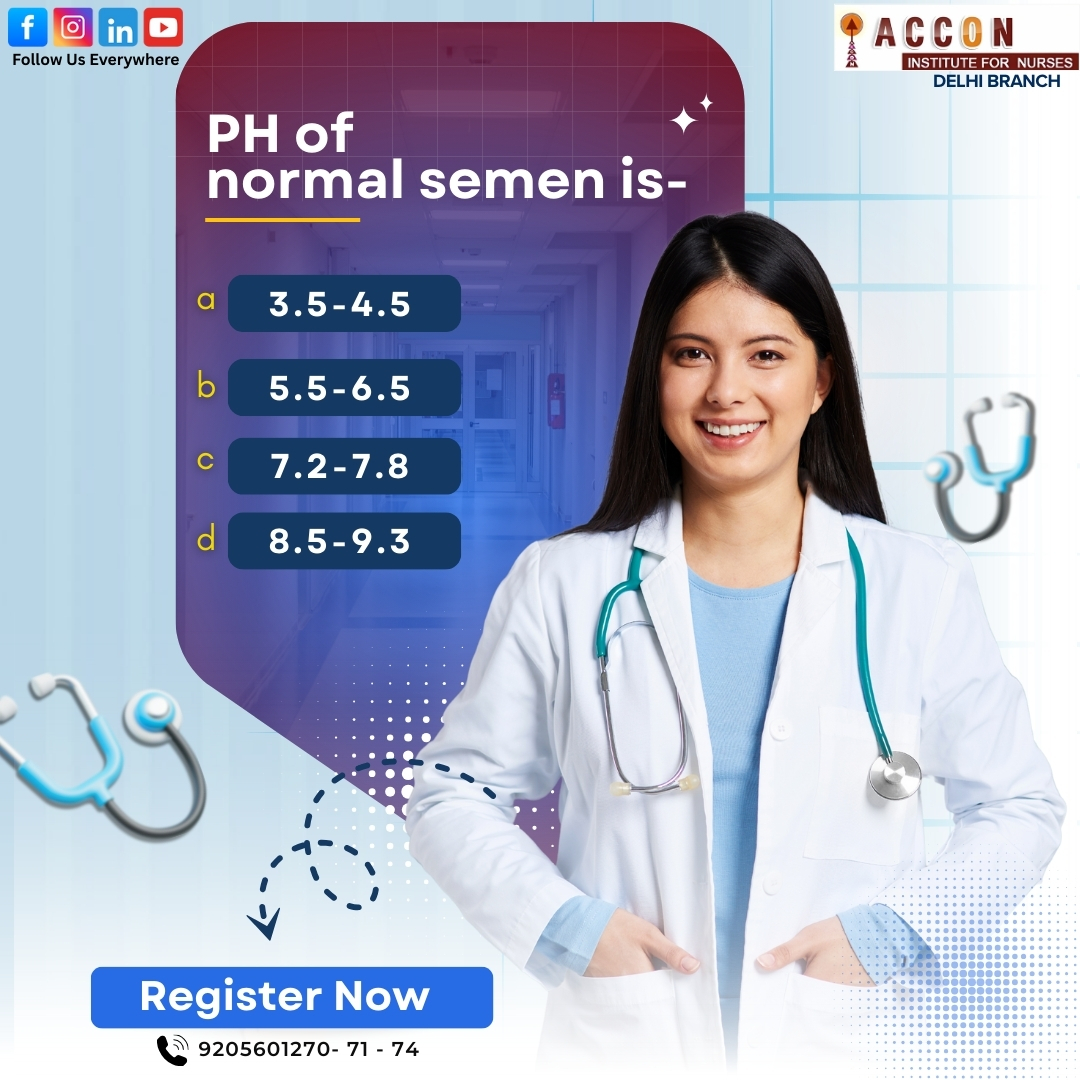 Follow Us Everywhere
ACCON
INSTITUTE FOR NURSES
DELHI BRANCH
PH of
normal semen is-
a 3.5-4.5
b 5.5-6.5
c 7.2-7.8
d 8.5-9.3
Register Now
9205601270- 71 - 74